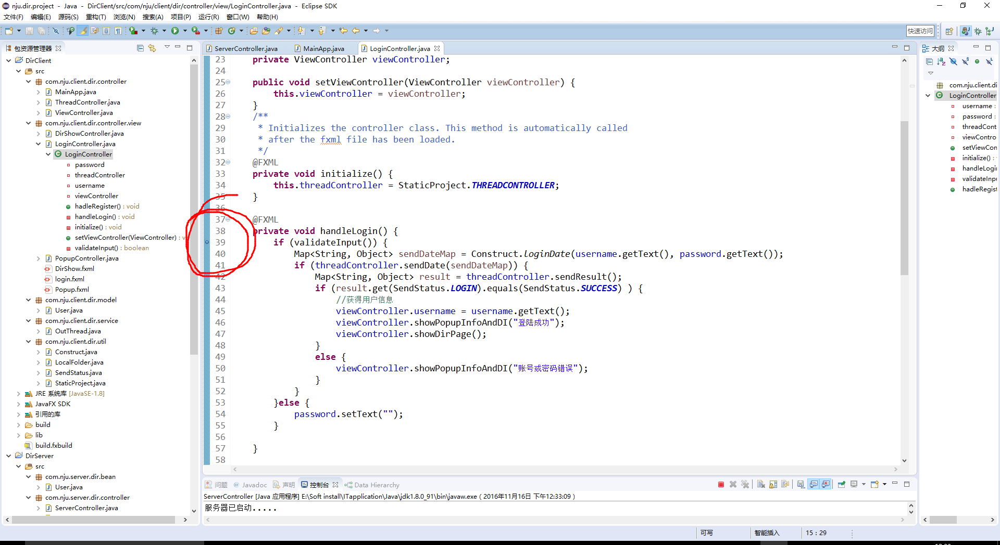 nju.dir.project - Java - DirClient/src/com/nju/client/dir/controller/view/LoginController.java - Eclipse SDK
文件(F) 编辑(E) 源码(S) 重构(T) 浏览(N) 搜索(A) 项目(P) 运行(R) 窗口(W) 帮助(H)
快速访问
包资源管理器
DirClient
src
com.nju.client.dir.controller
MainApp.java
ThreadController.java
ViewController.java
com.nju.client.dir.controller.view
DirShowController.java
LoginController.java
LoginController
password
threadController
username
viewController
hadleRegister() : void
handleLogin() : void
initialize() : void
setViewController(ViewController) : v
validateInput() : boolean
PopupController.java
DirShow.fxml
login.fxml
Popup.fxml
com.nju.client.dir.model
User.java
com.nju.client.dir.service
OutThread.java
com.nju.client.dir.util
Construct.java
LocalFolder.java
SendStatus.java
StaticProject.java
JRE 系统库 [JavaSE-1.8]
JavaFX SDK
引用的库
build
lib
build.fxbuild
DirServer
src
com.nju.server.dir.bean
User.java
com.nju.server.dir.controller
ServerController.java
ServerController.java MainApp.java LoginController.java
23 private ViewController viewController;
24
25 public void setViewController(ViewController viewController) {
26 this.viewController = viewController;
27 }
28 /**
29 * Initializes the controller class. This method is automatically called
30 * after the fxml file has been loaded.
31 */
32 @FXML
33 private void initialize() {
34 this.threadController = StaticProject.THREADCONTROLLER;
35 }
36
37 @FXML
38 private void handleLogin() {
39 if (validateInput()) {
40 Map<String, Object> sendDateMap = Construct.loginDate(username.getText(), password.getText());
41 if (threadController.sendDate(sendDateMap)) {
42 Map<String, Object> result = threadController.sendResult();
43 if (result.get(SendStatus.LOGIN).equals(SendStatus.SUCCESS) ) {
44 //获得用户信息
45 viewController.username = username.getText();
46 viewController.showPopupInfoAndDI("登陆成功");
47 viewController.showDirPage();
48 }
49 else {
50 viewController.showPopupInfoAndDI("账号或密码错误");
51 }
52 }
53 }else {
54 password.setText("");
55 }
56
57 }
58
大纲
com.nju.client.di
LoginController
username :
password :
threadCont
viewContro
setViewCon
initialize() :
handleLogi
validateInpu
hadleRegist
问题 @ Javadoc 声明 控制台 Data Hierarchy
ServerController [Java 应用程序] E:\Soft install\ITapplication\Java\jdk1.8.0_91\bin\javaw.exe ( 2016年11月16日 下午12:33:09 )
服务器已启动.....
可写 智能插入 15 : 29